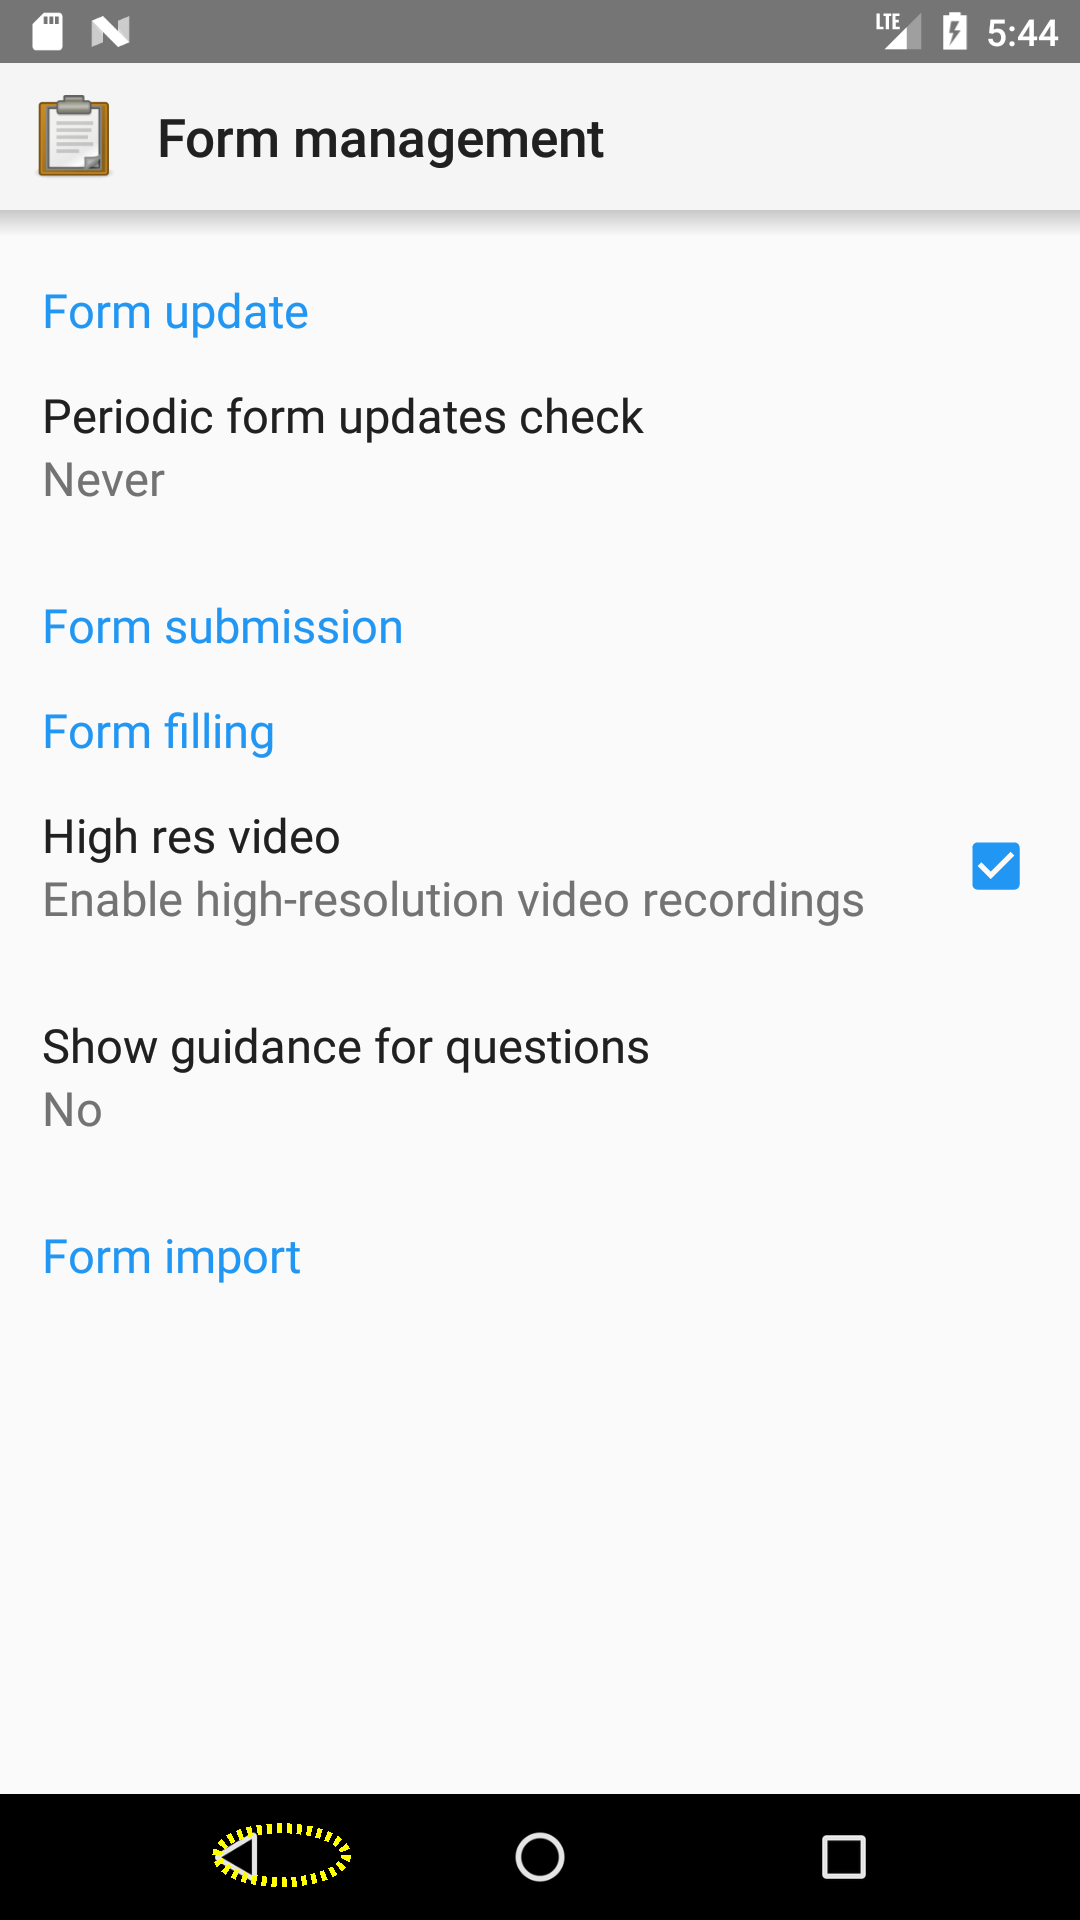 LTE 5:44
Form management
Form update
Periodic form updates check
Never
Form submission
Form filling
High res video
Enable high-resolution video recordings
Show guidance for questions
No
Form import